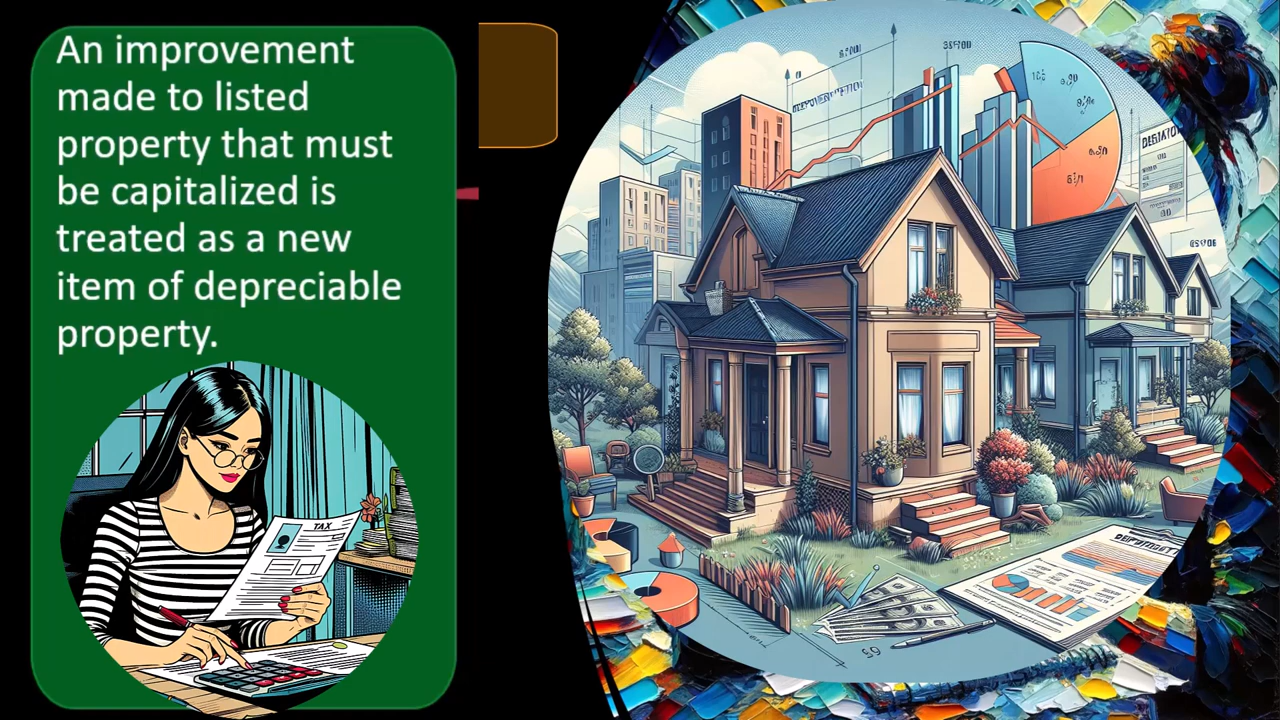 An improvement
made to listed
property that must
be capitalized is
treated as a new
item of depreciable
property.
TAX